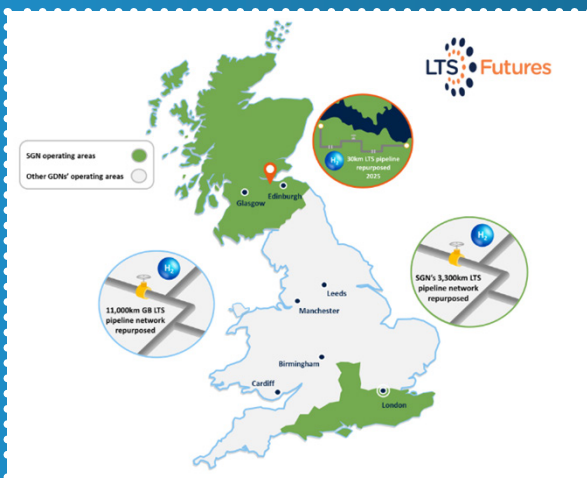 LTS Futures
SGN operating areas
Other GDNs' operating areas
H₂
30km LTS pipeline
repurposed
2025
Glasgow
Edinburgh
H₂
11,000km GB LTS
pipeline network
repurposed
H₂
SGN's 3,300km LTS
pipeline network
repurposed
Leeds
Manchester
Birmingham
Cardiff
London